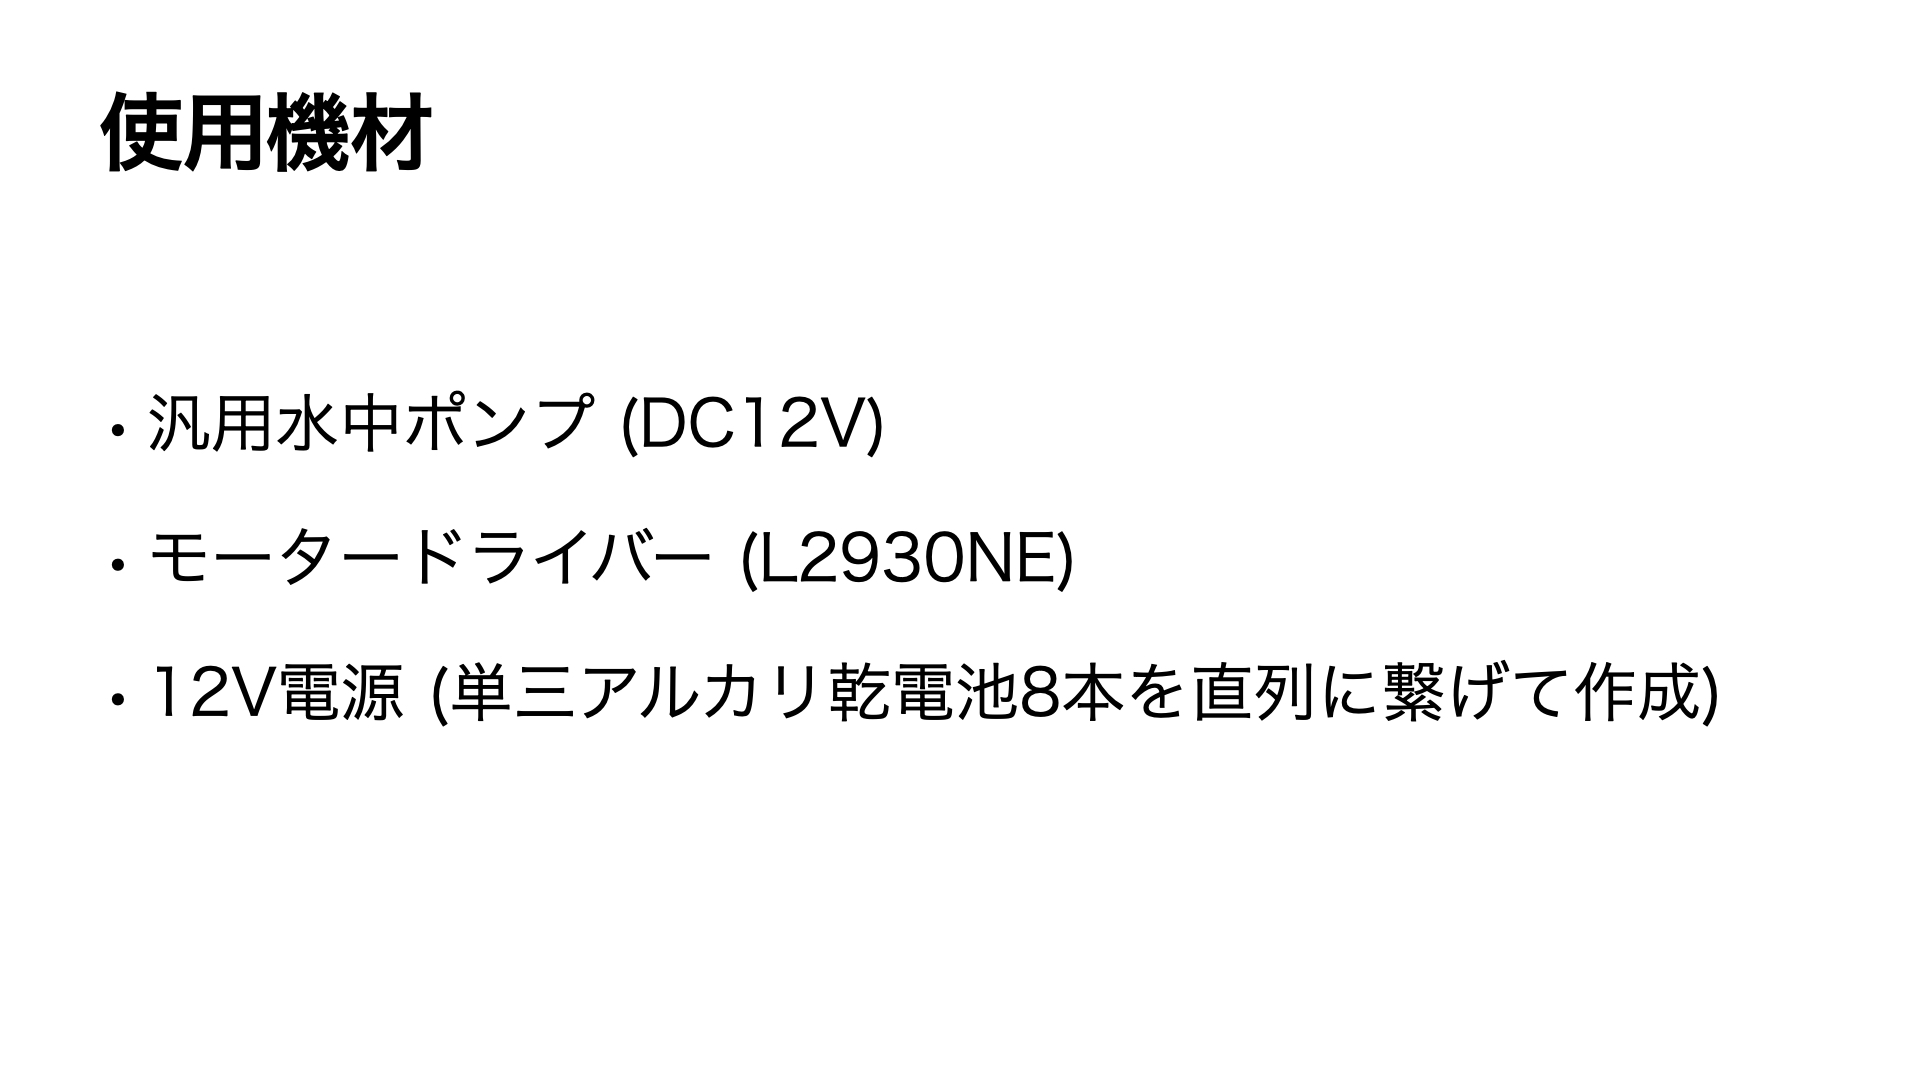 使用機材
• 汎用水中ポンプ (DC12V)
• モータードライバー (L2930NE)
• 12V電源 (単三アルカリ乾電池8本を直列に繋げて作成)